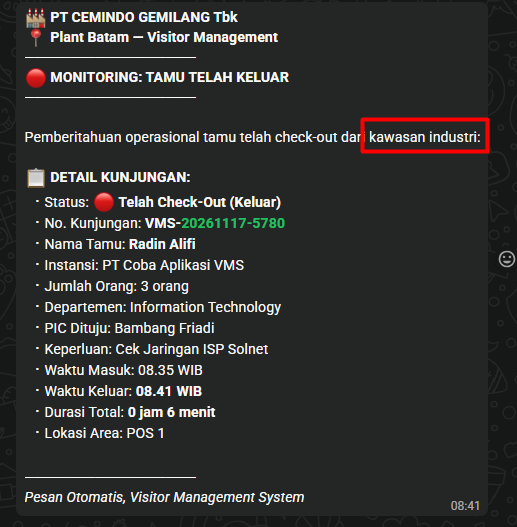 🏭 PT CEMINDO GEMILANG Tbk
📍 Plant Batam — Visitor Management
🔴 MONITORING: TAMU TELAH KELUAR
Pemberitahuan operasional tamu telah check-out dari kawasan industri:
📋 DETAIL KUNJUNGAN:
· Status: 🔴 Telah Check-Out (Keluar)
· No. Kunjungan: VMS-20261117-5780
· Nama Tamu: Radin Alifi
· Instansi: PT Coba Aplikasi VMS
· Jumlah Orang: 3 orang
· Departemen: Information Technology
· PIC Dituju: Bambang Friadi
· Keperluan: Cek Jaringan ISP Solnet
· Waktu Masuk: 08.35 WIB
· Waktu Keluar: 08.41 WIB
· Durasi Total: 0 jam 6 menit
· Lokasi Area: POS 1
Pesan Otomatis, Visitor Management System
08:41